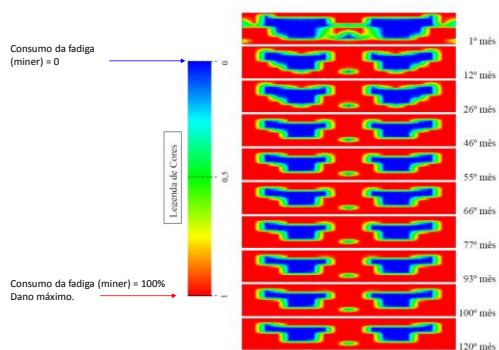 Consumo da fadiga
(miner) = 0
0
Legenda de Cores
0,5
Consumo da fadiga (miner) = 100%
Dano máximo.
1
1º mês
12º mês
26º mês
46º mês
55º mês
66º mês
77º mês
93º mês
100º mês
120º mês